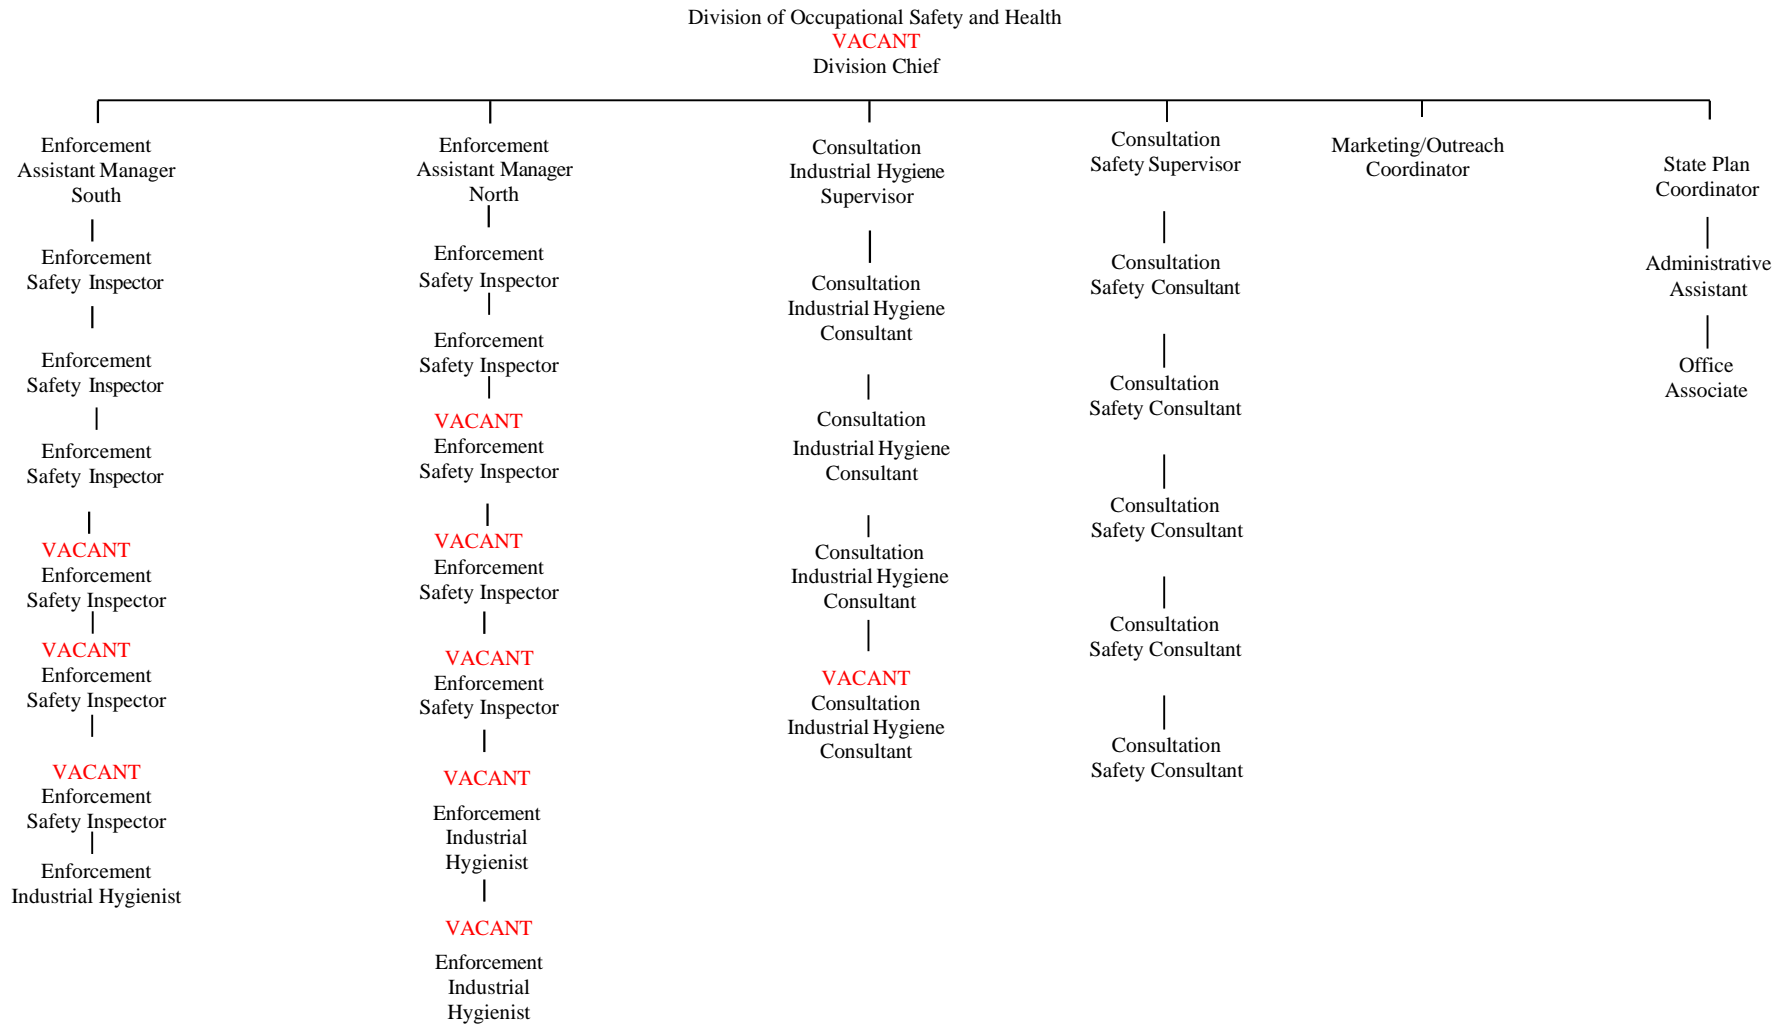 Division of Occupational Safety and Health
VACANT
Division Chief
Enforcement
Assistant Manager
South
Enforcement
Safety Inspector
Enforcement
Safety Inspector
Enforcement
Safety Inspector
VACANT
Enforcement
Safety Inspector
VACANT
Enforcement
Safety Inspector
VACANT
Enforcement
Safety Inspector
Enforcement
Industrial Hygienist
Enforcement
Assistant Manager
North
Enforcement
Safety Inspector
Enforcement
Safety Inspector
VACANT
Enforcement
Safety Inspector
VACANT
Enforcement
Safety Inspector
VACANT
Enforcement
Safety Inspector
VACANT
Enforcement
Industrial
Hygienist
VACANT
Enforcement
Industrial
Hygienist
Consultation
Industrial Hygiene
Supervisor
Consultation
Industrial Hygiene
Consultant
Consultation
Industrial Hygiene
Consultant
Consultation
Industrial Hygiene
Consultant
VACANT
Consultation
Industrial Hygiene
Consultant
Consultation
Safety Supervisor
Consultation
Safety Consultant
Consultation
Safety Consultant
Consultation
Safety Consultant
Consultation
Safety Consultant
Consultation
Safety Consultant
Marketing/Outreach
Coordinator
State Plan
Coordinator
Administrative
Assistant
Office
Associate